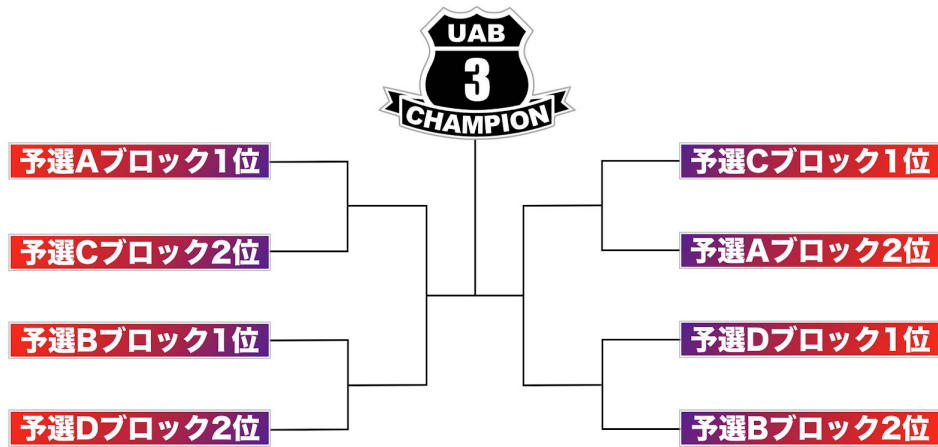 UAB
3
CHAMPION
予選Aブロック1位
予選Cブロック2位
予選Bブロック1位
予選Dブロック2位
予選Cブロック1位
予選Aブロック2位
予選Dブロック1位
予選Bブロック2位